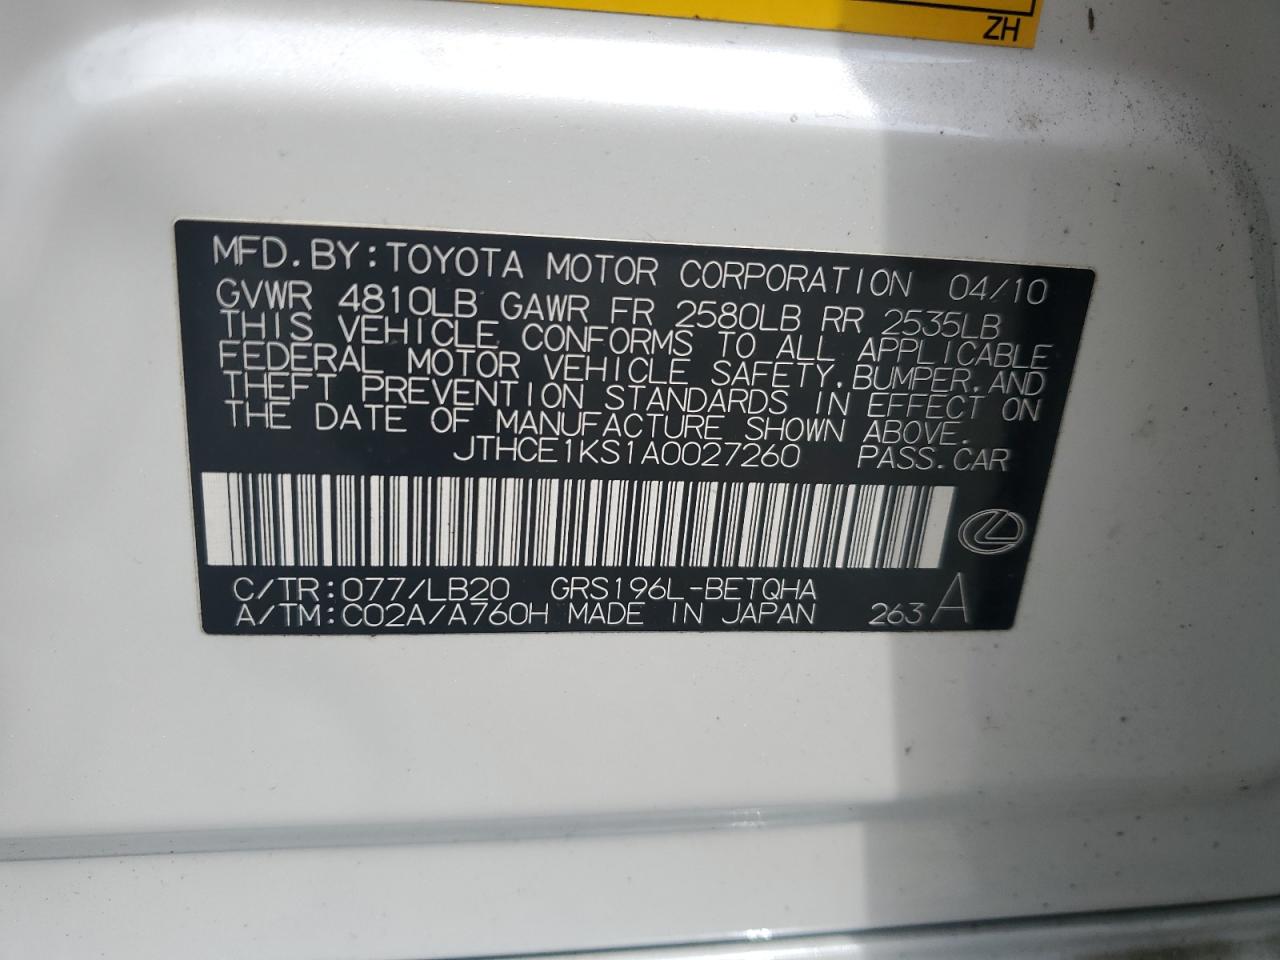 ZH
MFD.BY:TOYOTA MOTOR CORPORATION 04/10
GVWR 4810LB GAWR FR 2580LB RR 2535LB
THIS VEHICLE CONFORMS TO ALL APPLICABLE
FEDERAL MOTOR VEHICLE SAFETY,BUMPER,AND
THEFT PREVENTION STANDARDS IN EFFECT ON
THE DATE OF MANUFACTURE SHOWN ABOVE.
JTHCE1KS1A0027260 PASS.CAR
C/TR:077/LB20 GRS196L-BETQHA
A/TM:C02A/A760H MADE IN JAPAN 263 A